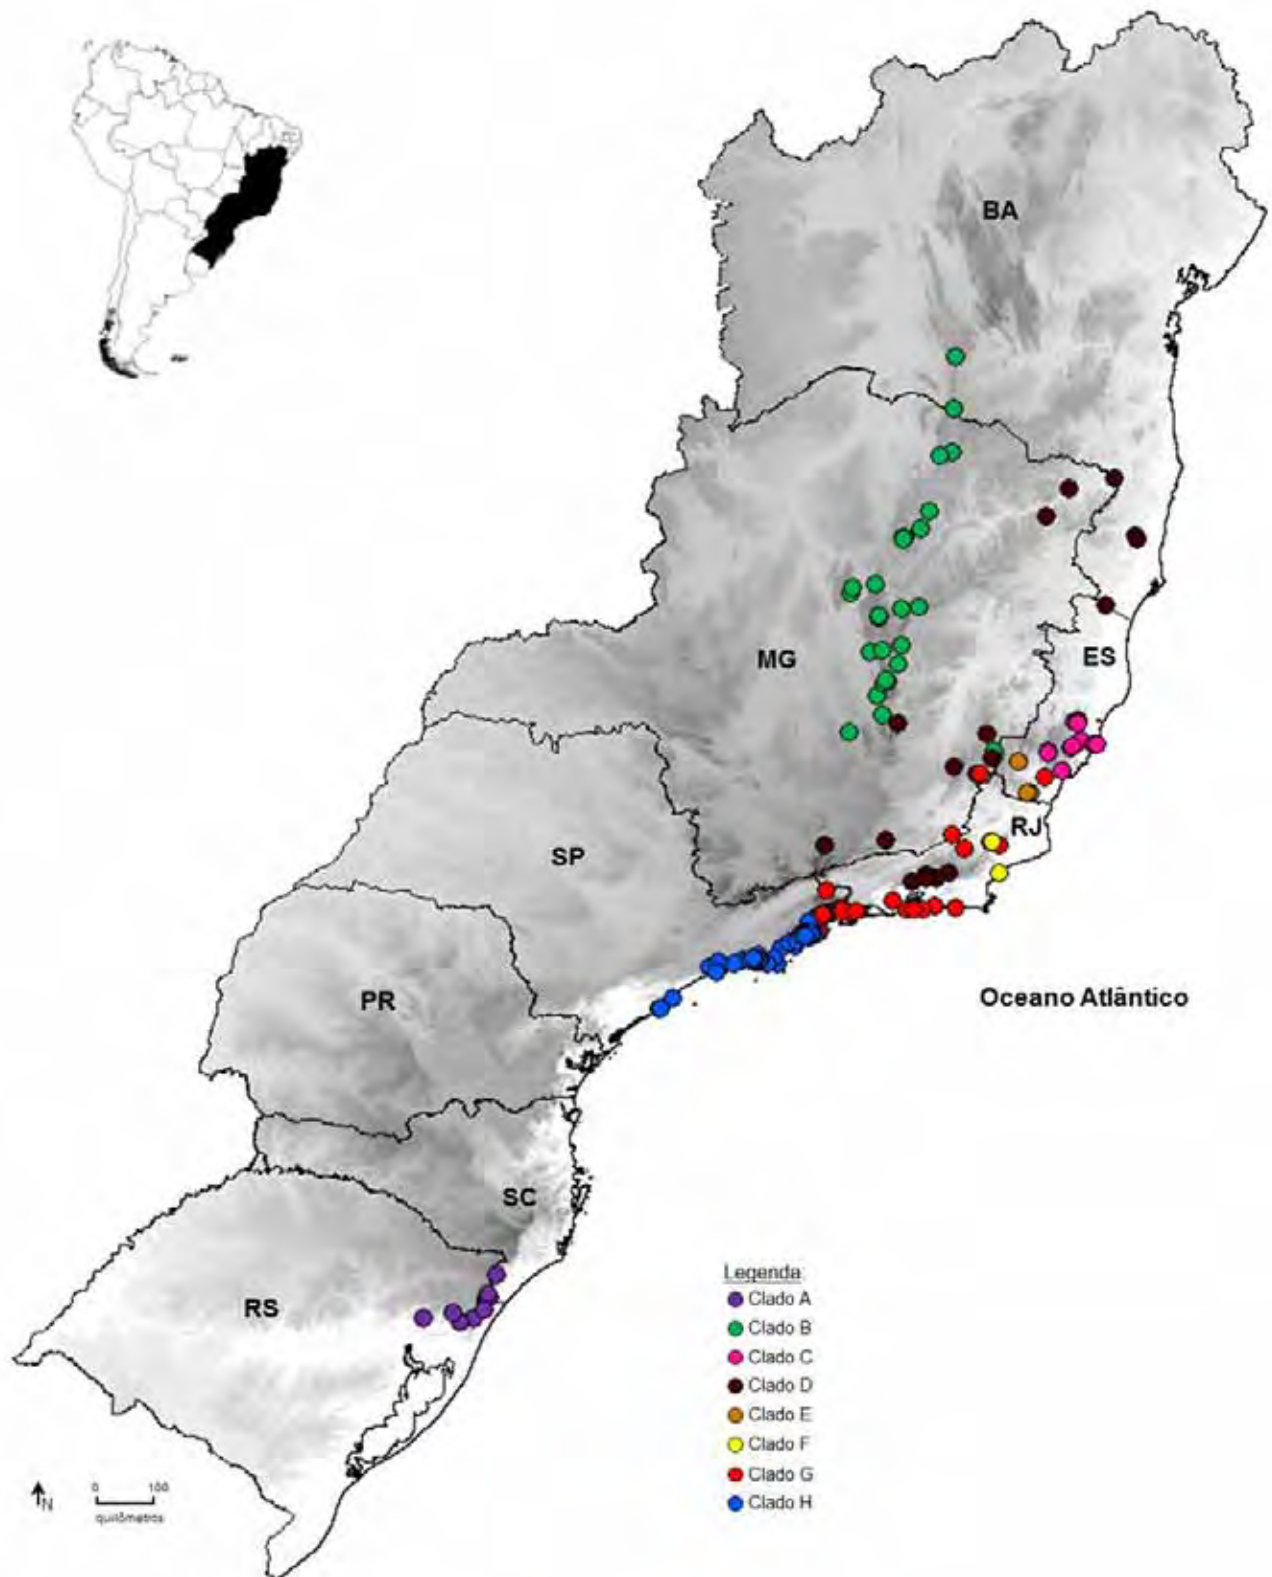 BA
MG
ES
RJ
SP
Oceano Atlântico
PR
SC
RS
Legenda:
Clado A
Clado B
Clado C
Clado D
Clado E
Clado F
Clado G
Clado H
N
0 100
quilômetros